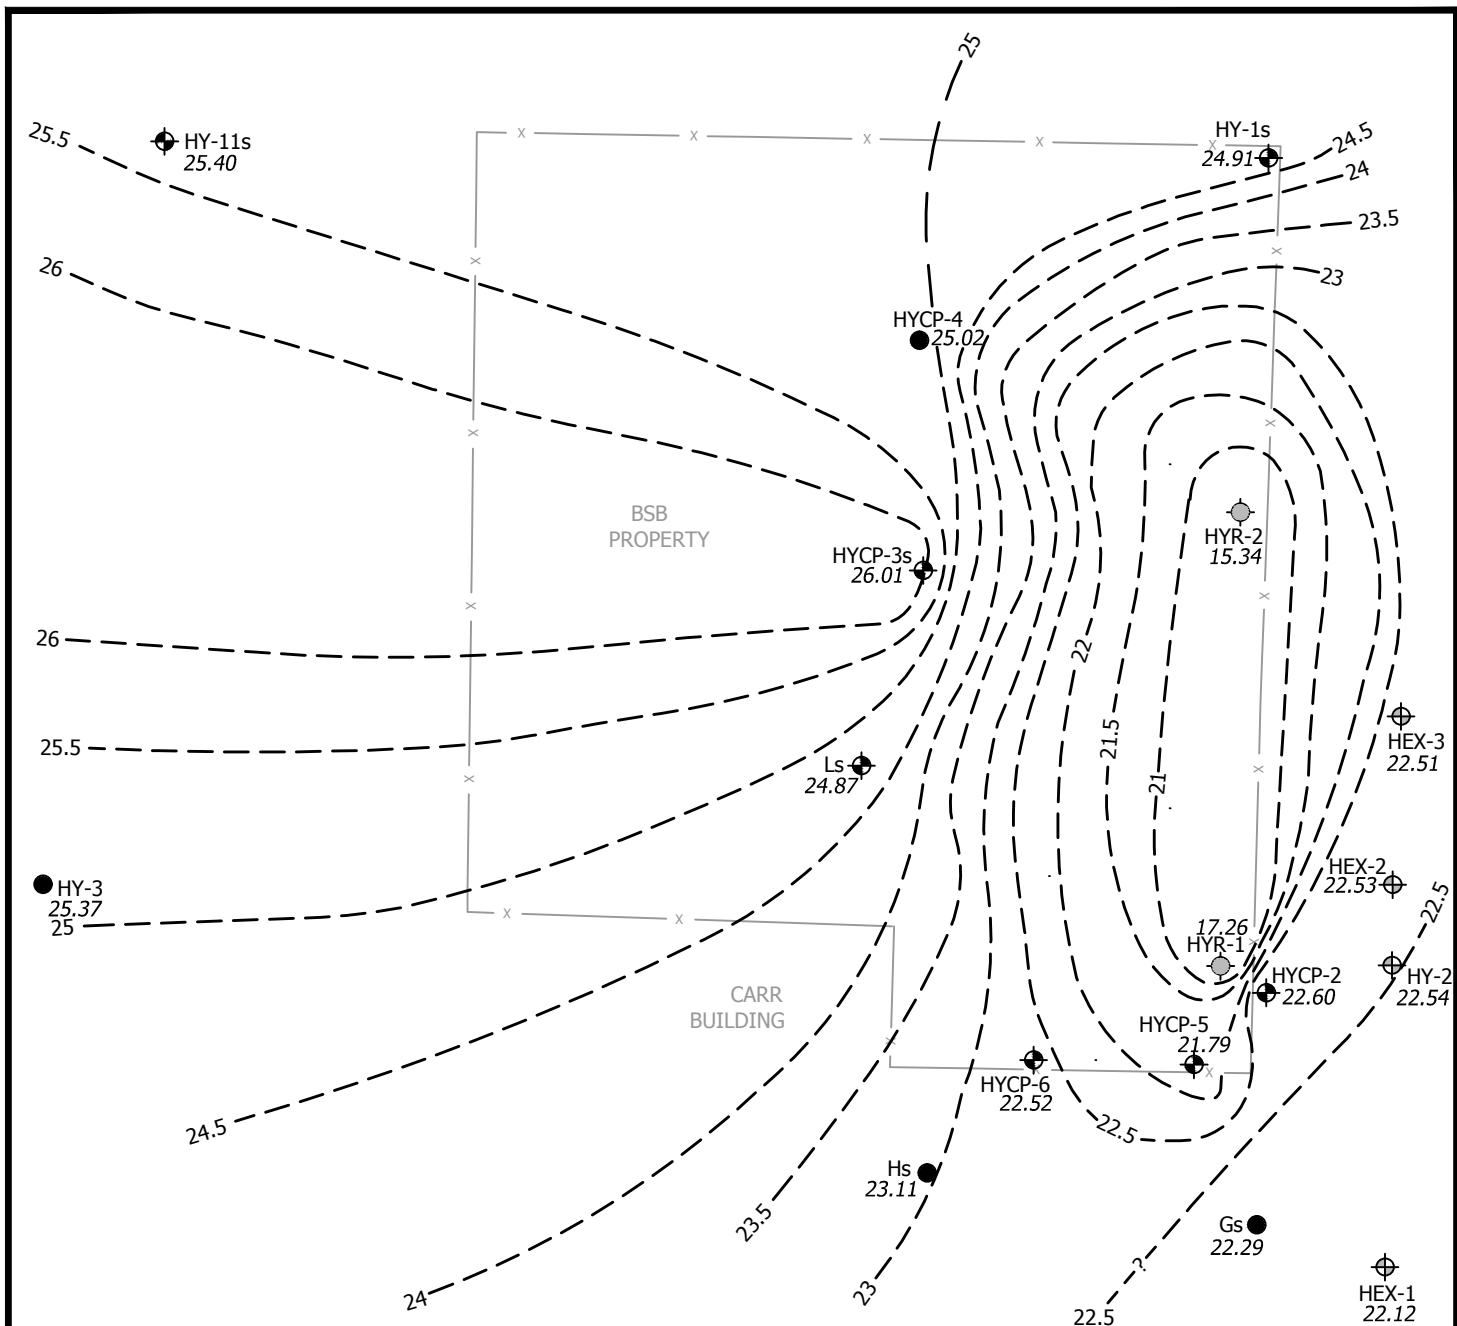 25
HY-1s
24.91
24.5
24
23.5
23
25.5
HY-11s
25.40
26
HYCP-4
25.02
BSB
PROPERTY
HYR-2
15.34
HYCP-3s
26.01
26
22
25.5
21.5
21
Ls
24.87
HEX-3
22.51
HEX-2
22.53
22.5
HY-3
25.37
25
17.26
HYR-1
HY-2
22.54
HYCP-2
22.60
CARR
BUILDING
HYCP-5
21.79
HYCP-6
22.52
22.5
24.5
Hs
23.11
23.5
Gs
22.29
?
23
24
HEX-1
22.12
22.5
x x x x x
x x x
x x x x x
x x
x x x